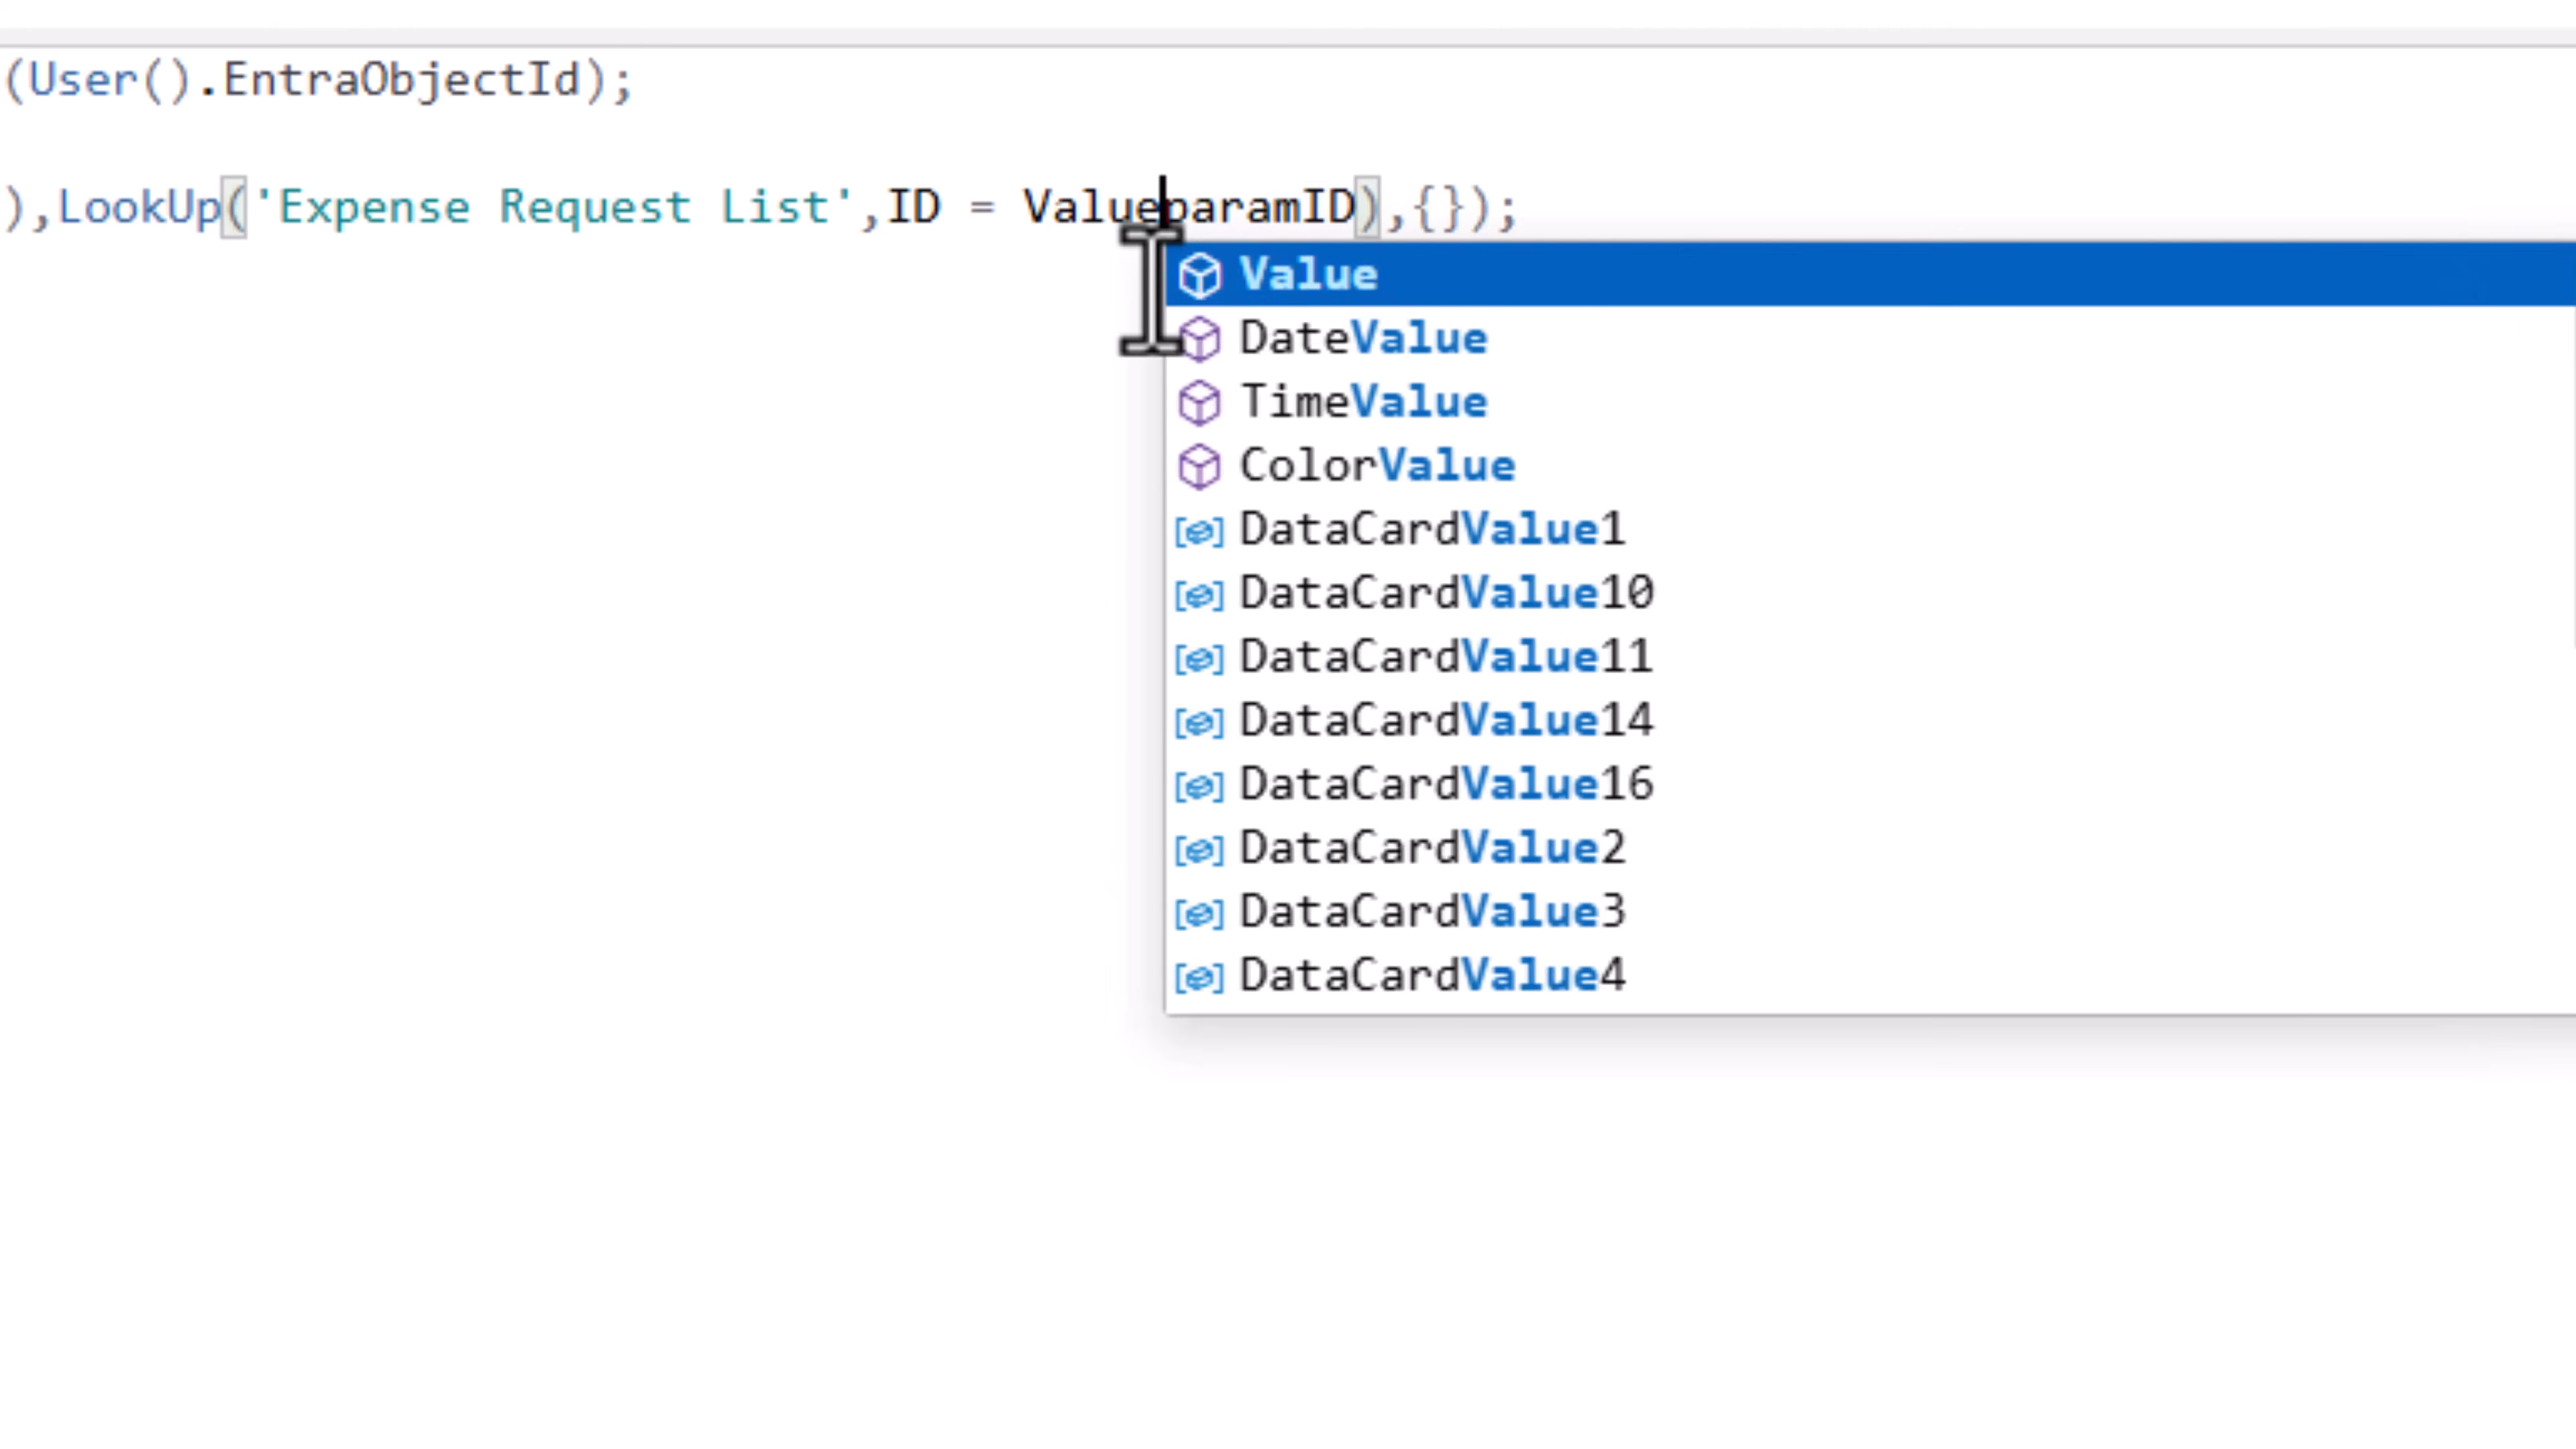 (User().EntraObjectId);
),LookUp('Expense Request List',ID = ValueparamID),{});
Value
DateValue
TimeValue
ColorValue
DataCardValue1
DataCardValue10
DataCardValue11
DataCardValue14
DataCardValue16
DataCardValue2
DataCardValue3
DataCardValue4